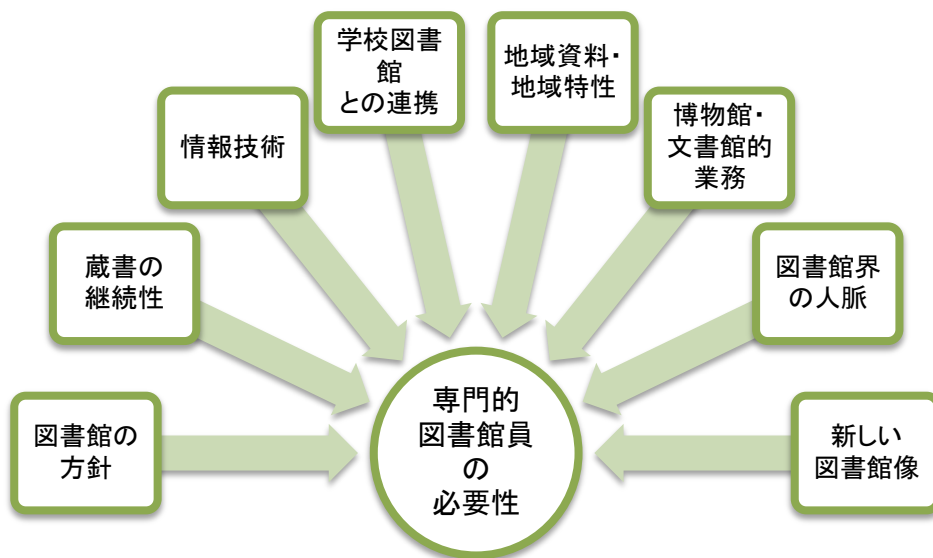 学校図書
館
との連携
地域資料・
地域特性
情報技術
博物館・
文書館的
業務
蔵書の
継続性
図書館界
の人脈
図書館の
方針
専門的
図書館員
の
必要性
新しい
図書館像